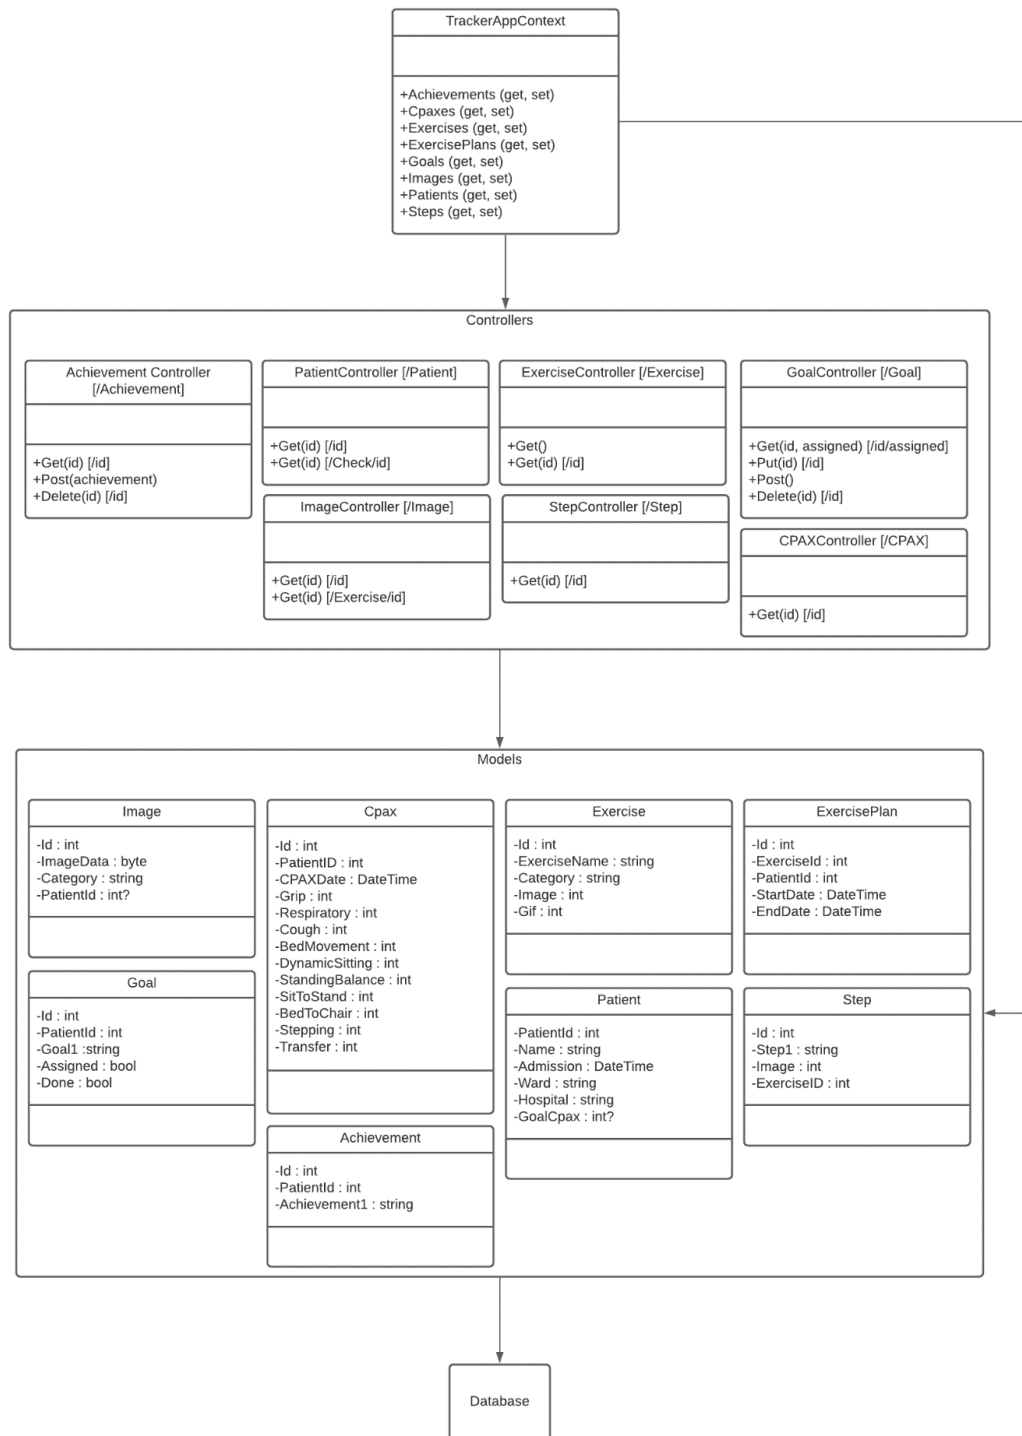 TrackerAppContext
+Achievements (get, set)
+Cpaxes (get, set)
+Exercises (get, set)
+ExercisePlans (get, set)
+Goals (get, set)
+Images (get, set)
+Patients (get, set)
+Steps (get, set)
Controllers
Achievement Controller
[/Achievement]
+Get(id) [/id]
+Post(achievement)
+Delete(id) [/id]
PatientController [/Patient]
+Get(id) [/id]
+Get(id) [/Check/id]
ExerciseController [/Exercise]
+Get()
+Get(id) [/id]
GoalController [/Goal]
+Get(id, assigned) [/id/assigned]
+Put(id) [/id]
+Post()
+Delete(id) [/id]
ImageController [/Image]
+Get(id) [/id]
+Get(id) [/Exercise/id]
StepController [/Step]
+Get(id) [/id]
CPAXController [/CPAX]
+Get(id) [/id]
Models
Image
-Id : int
-ImageData : byte
-Category : string
-PatientId : int?
Cpax
-Id : int
-PatientID : int
-CPAXDate : DateTime
-Grip : int
-Respiratory : int
-Cough : int
-BedMovement : int
-DynamicSitting : int
-StandingBalance : int
-SitToStand : int
-BedToChair : int
-Stepping : int
-Transfer : int
Exercise
-Id : int
-ExerciseName : string
-Category : string
-Image : int
-Gif : int
ExercisePlan
-Id : int
-ExerciseId : int
-PatientId : int
-StartDate : DateTime
-EndDate : DateTime
Goal
-Id : int
-PatientId : int
-Goal1 :string
-Assigned : bool
-Done : bool
Patient
-PatientId : int
-Name : string
-Admission : DateTime
-Ward : string
-Hospital : string
-GoalCpax : int?
Step
-Id : int
-Step1 : string
-Image : int
-ExerciseID : int
Achievement
-Id : int
-PatientId : int
-Achievement1 : string
Database